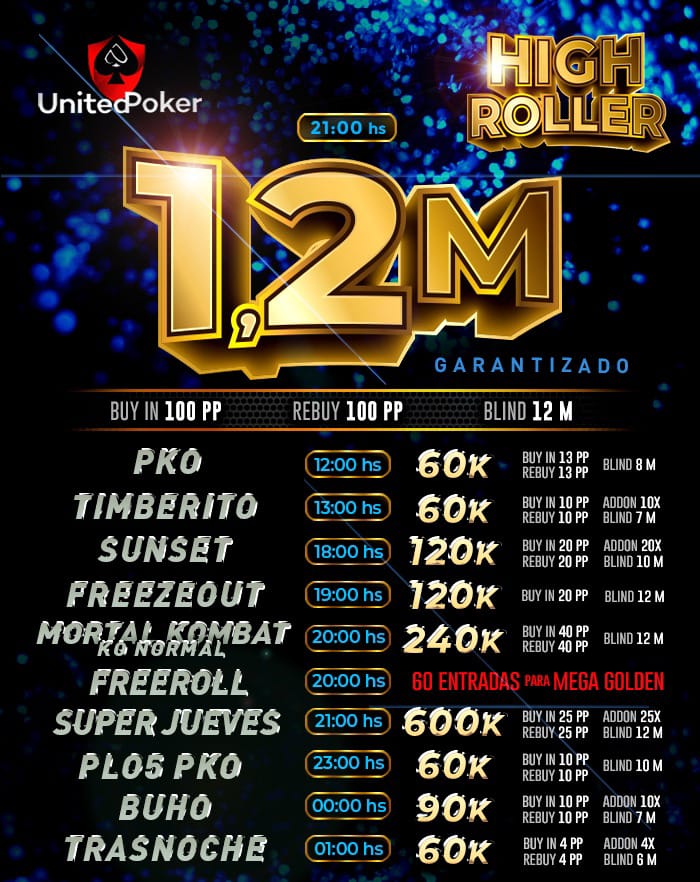 UnitedPoker
HIGH
ROLLER
21:00 hs
1,2M
GARANTIZADO
BUY IN 100 PP REBUY 100 PP BLIND 12 M
PKO 12:00 hs 60K BUY IN 13 PP REBUY 13 PP BLIND 8 M
TIMBERITO 13:00 hs 60K BUY IN 10 PP REBUY 10 PP ADDON 10X BLIND 7 M
SUNSET 18:00 hs 120K BUY IN 20 PP REBUY 20 PP ADDON 20X BLIND 10 M
FREEZEOUT 19:00 hs 120K BUY IN 20 PP BLIND 12 M
MORTAL KOMBAT KO NORMAL 20:00 hs 240K BUY IN 40 PP REBUY 40 PP BLIND 12 M
FREEROLL 20:00 hs 60 ENTRADAS PARA MEGA GOLDEN
SUPER JUEVES 21:00 hs 600K BUY IN 25 PP REBUY 25 PP ADDON 25X BLIND 12 M
PLO5 PKO 23:00 hs 60K BUY IN 10 PP REBUY 10 PP BLIND 10 M
BUHO 00:00 hs 90K BUY IN 10 PP REBUY 10 PP ADDON 10X BLIND 7 M
TRASNOCHE 01:00 hs 60K BUY IN 4 PP REBUY 4 PP ADDON 4X BLIND 6 M